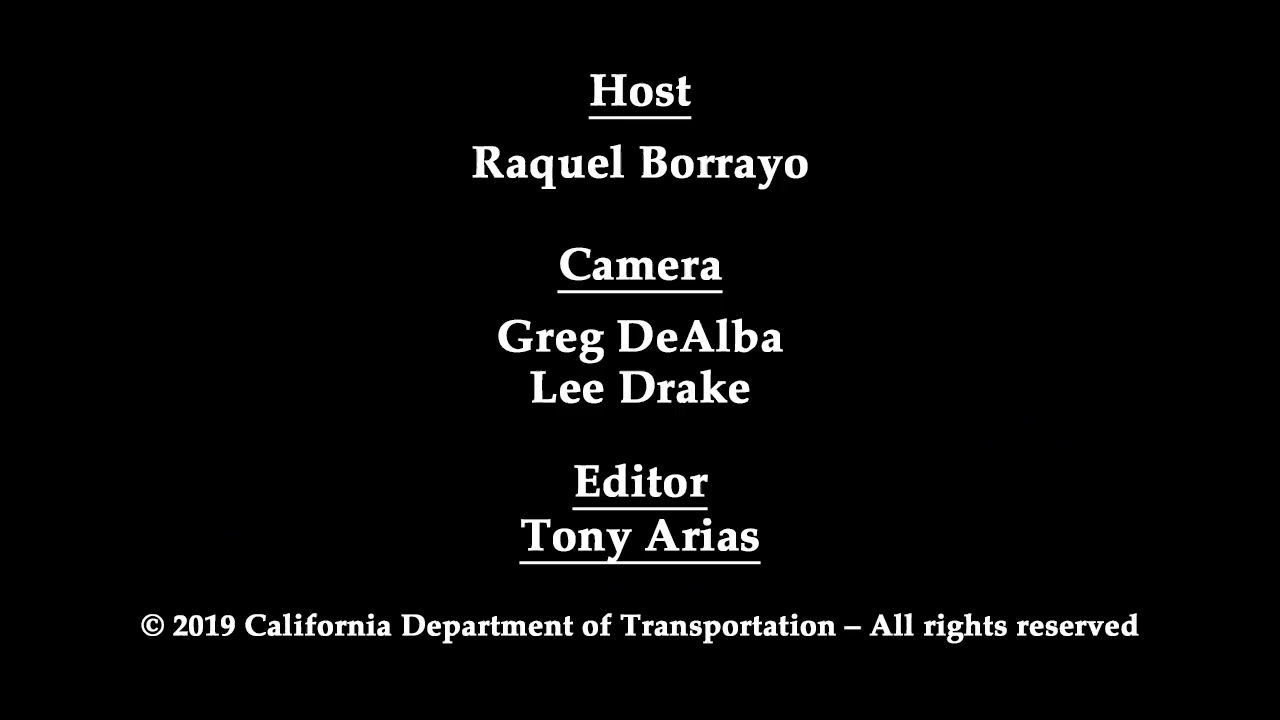 Host
Raquel Borrayo
Camera
Greg DeAlba
Lee Drake
Editor
Tony Arias
© 2019 California Department of Transportation – All rights reserved